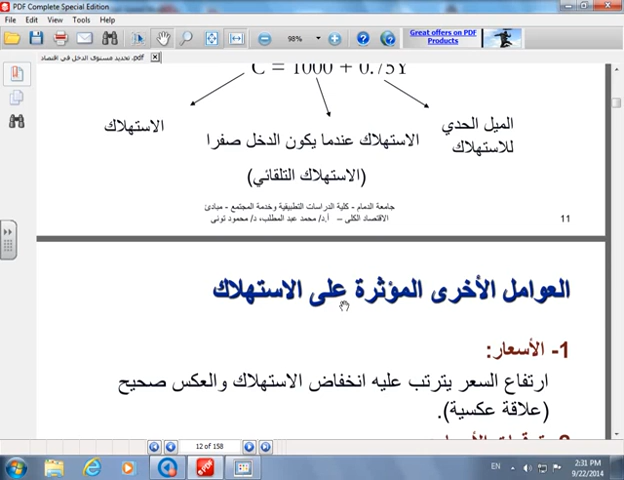 PDF Complete Special Edition
File Edit View Tools Help
98%
Great offers on PDF
Products
تحديد مستوى الدخل في اقتصاد .pdf
C = 1000 + 0.75Y
الميل الحدي
للاستهلاك
الاستهلاك عندما يكون الدخل صفرا
(الاستهلاك التلقائي)
الاستهلاك
جامعة الدمام - كلية الدراسات التطبيقية وخدمة المجتمع - مبادئ
الاقتصاد الكلى – أ.د/ محمد عبد المطلب، د/ محمود تونى
11
العوامل الأخرى المؤثرة على الاستهلاك
1- الأسعار:
ارتفاع السعر يترتب عليه انخفاض الاستهلاك والعكس صحيح
(علاقة عكسية).
12 of 158
EN
2:31 PM
9/22/2014